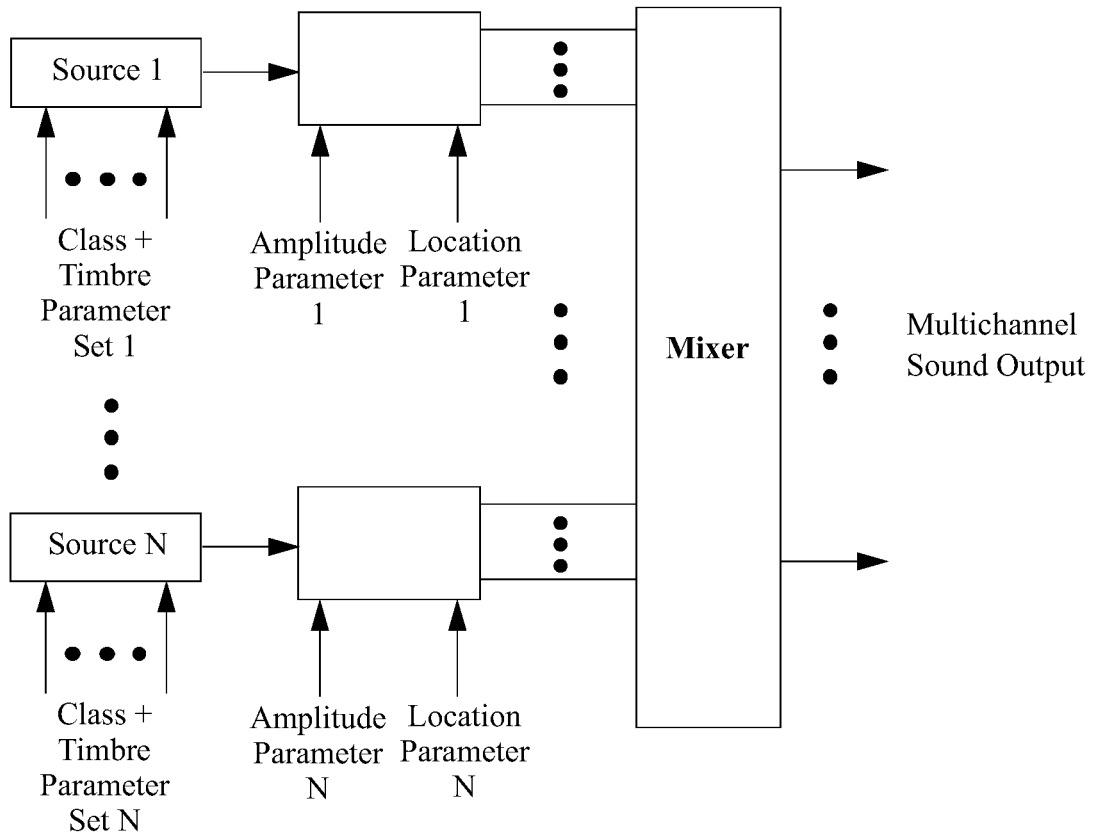 Source 1
Class +
Timbre
Parameter
Set 1
Amplitude
Parameter
1
Location
Parameter
1
Mixer
Multichannel
Sound Output
Source N
Class +
Timbre
Parameter
Set N
Amplitude
Parameter
N
Location
Parameter
N